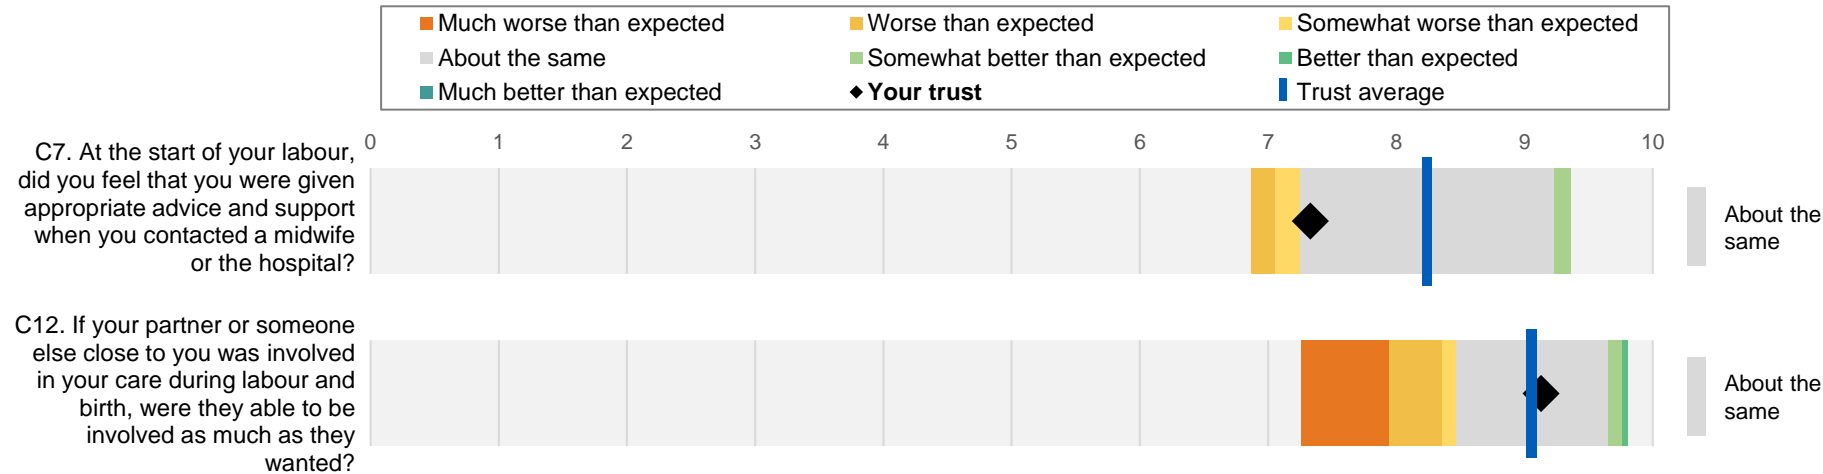 Much worse than expected
Worse than expected
Somewhat worse than expected
About the same
Somewhat better than expected
Better than expected
Much better than expected
Your trust
Trust average
0 1 2 3 4 5 6 7 8 9 10
C7. At the start of your labour,
did you feel that you were given
appropriate advice and support
when you contacted a midwife
or the hospital?
About the
same
C12. If your partner or someone
else close to you was involved
in your care during labour and
birth, were they able to be
involved as much as they
wanted?
About the
same